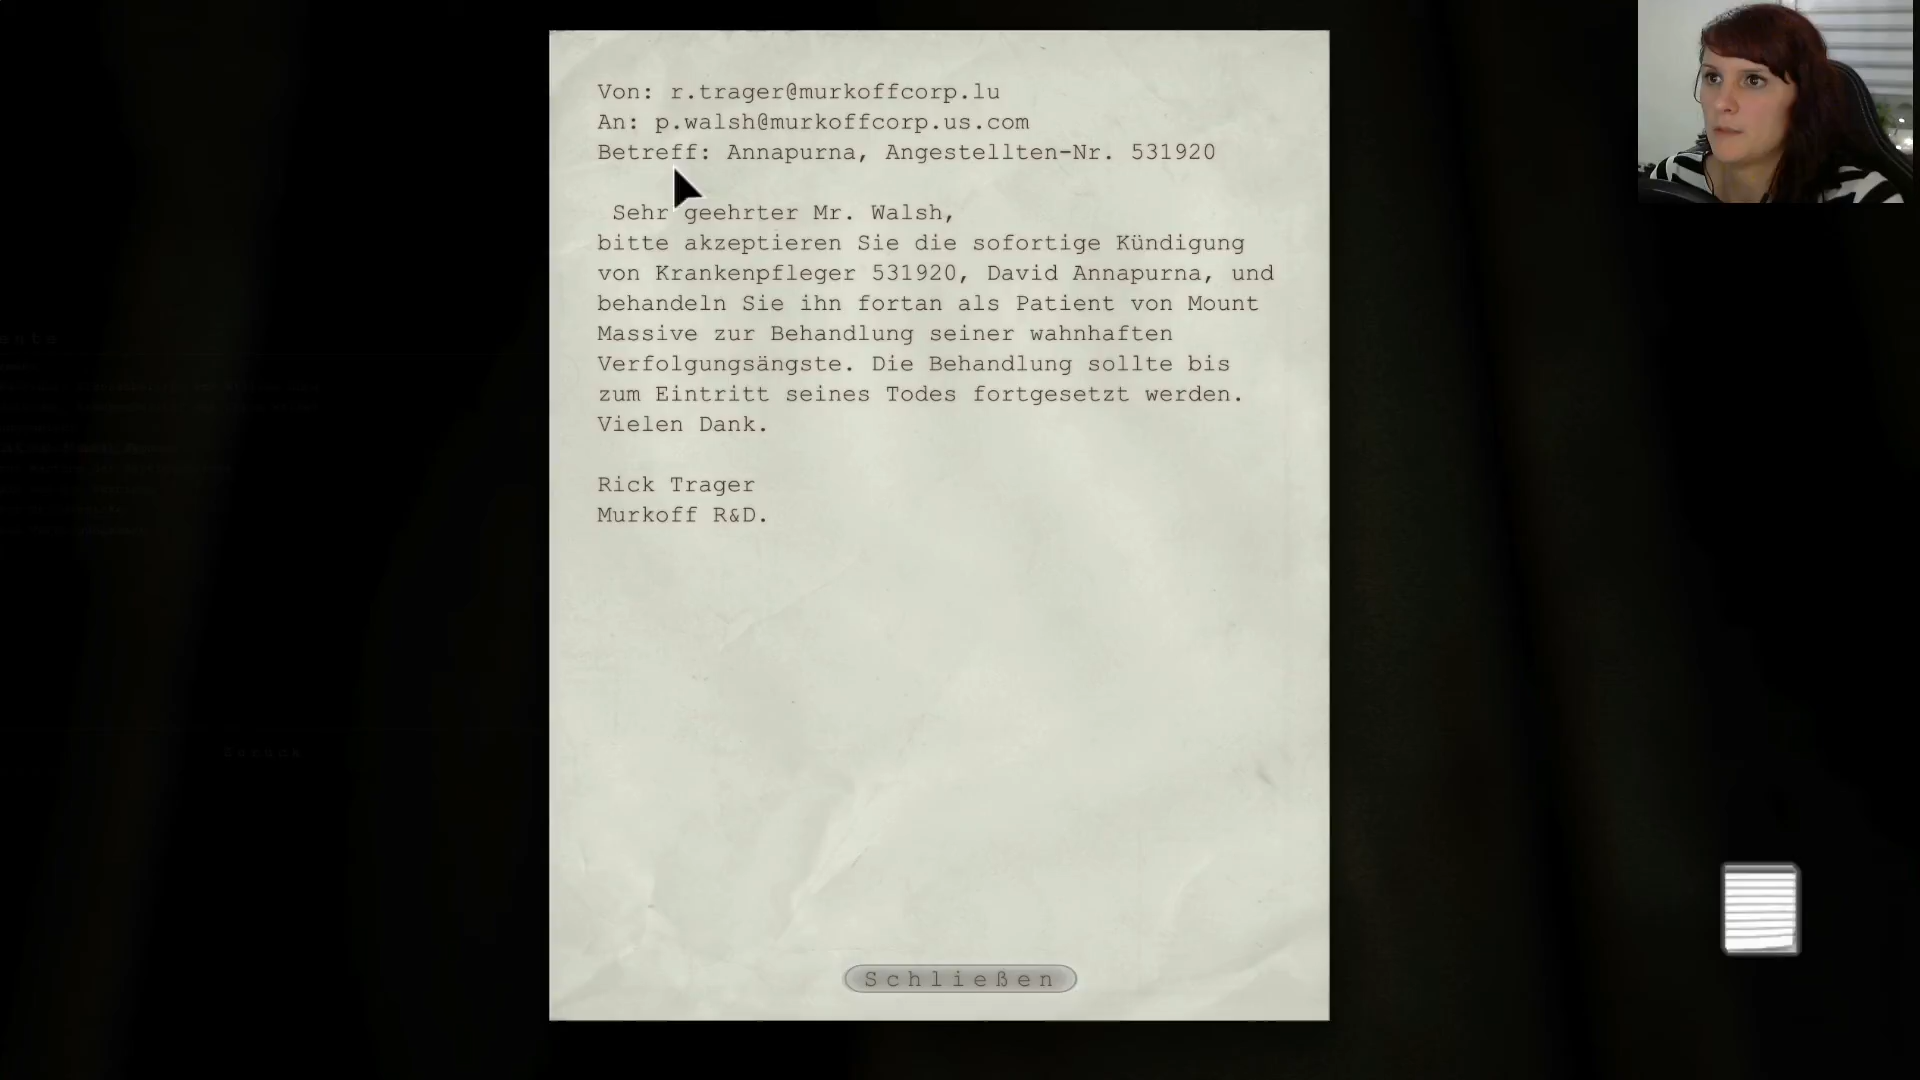 Von: r.trager@murkoffcorp.lu
An: p.walsh@murkoffcorp.us.com
Betreff: Annapurna, Angestellten-Nr. 531920
Sehr geehrter Mr. Walsh,
bitte akzeptieren Sie die sofortige Kündigung
von Krankenpfleger 531920, David Annapurna, und
behandeln Sie ihn fortan als Patient von Mount
Massive zur Behandlung seiner wahnhaften
Verfolgungsängste. Die Behandlung sollte bis
zum Eintritt seines Todes fortgesetzt werden.
Vielen Dank.
Rick Trager
Murkoff R&D.
Zurück
Schließen